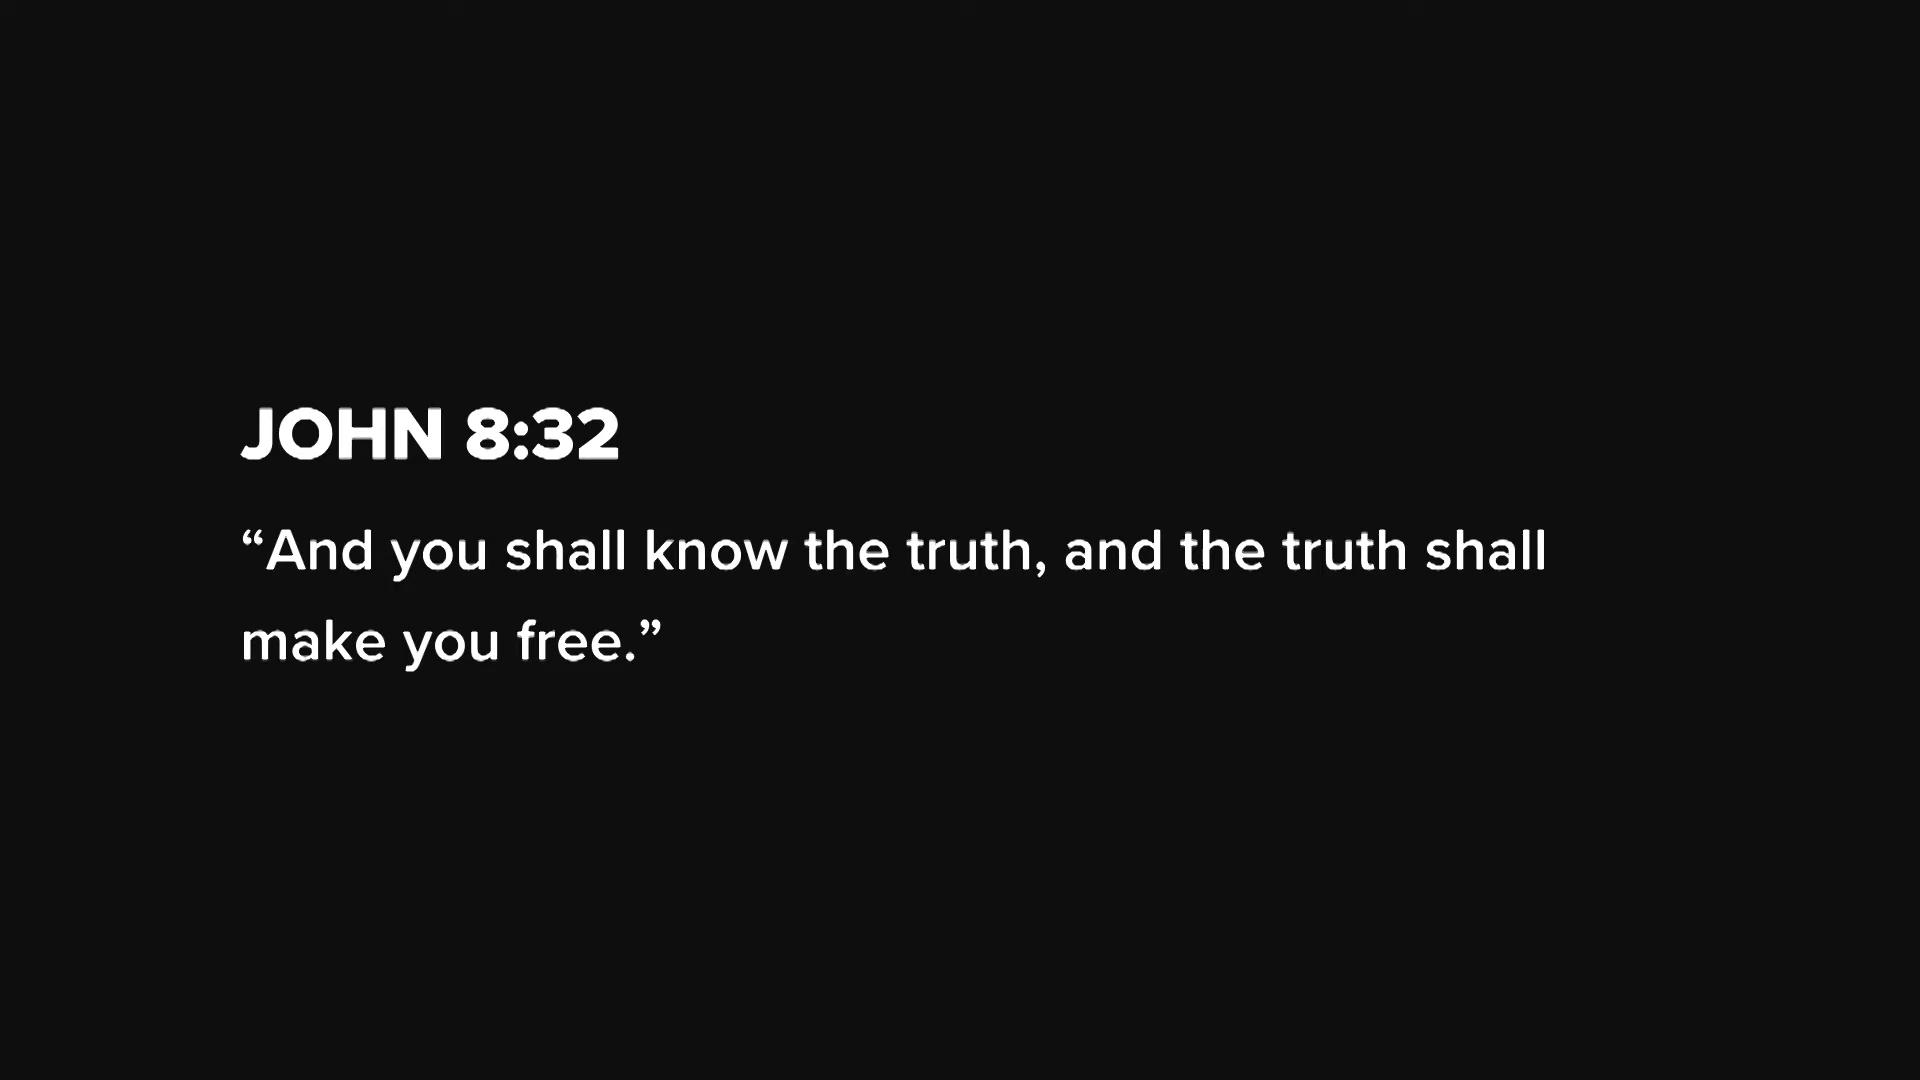 JOHN 8:32
“And you shall know the truth, and the truth shall
make you free.”